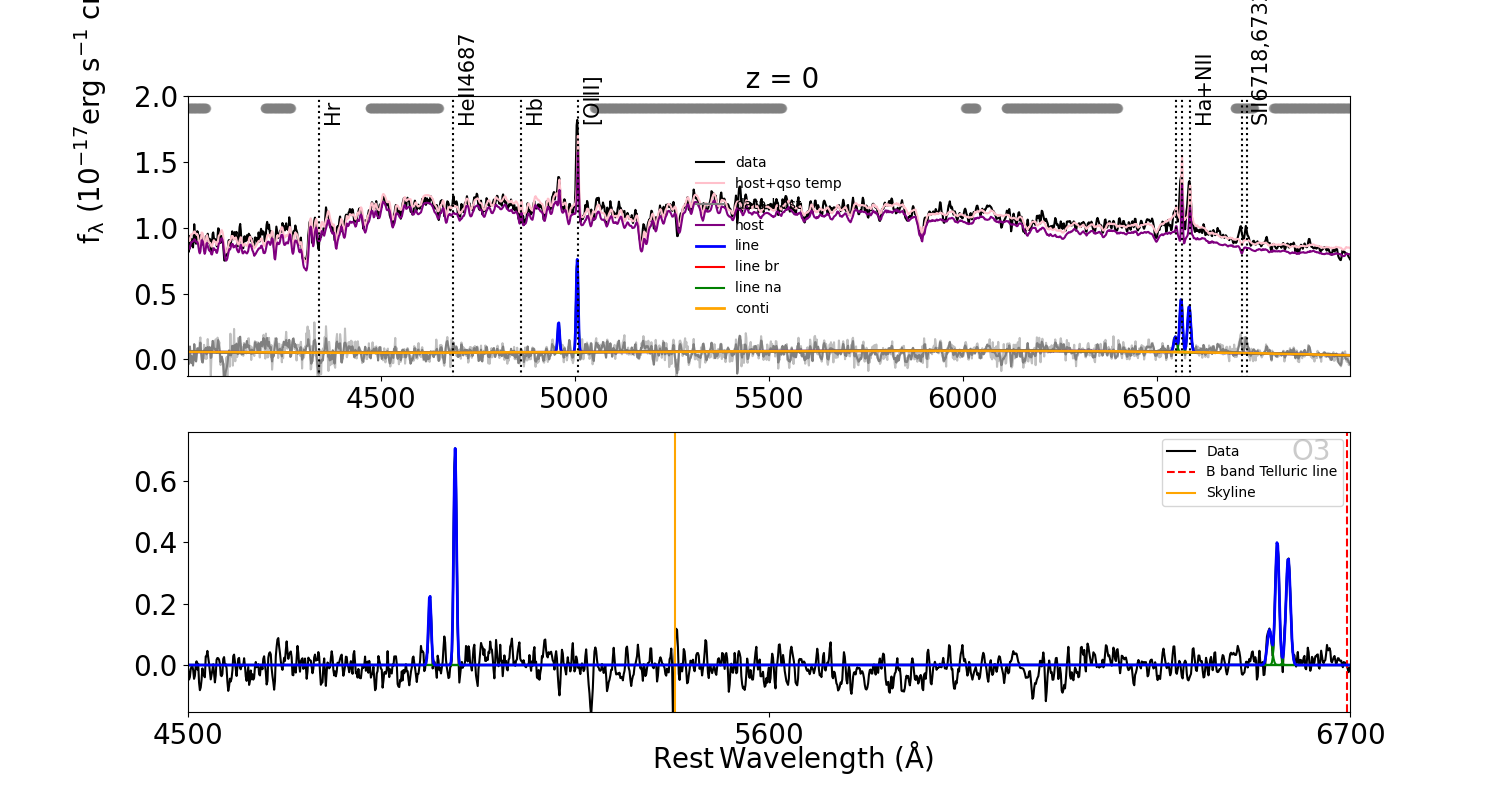 z = 0
f_λ (10^−17 erg s^−1
Hr
HeII4687
Hb
[OIII]
Ha+NII
SII6718,673
2.0
1.5
1.0
0.5
0.0
data
host+qso temp
host
line
line br
line na
conti
4500
5000
5500
6000
6500
O3
Data
B band Telluric line
Skyline
0.6
0.4
0.2
0.0
4500
5600
6700
Rest Wavelength (Å)